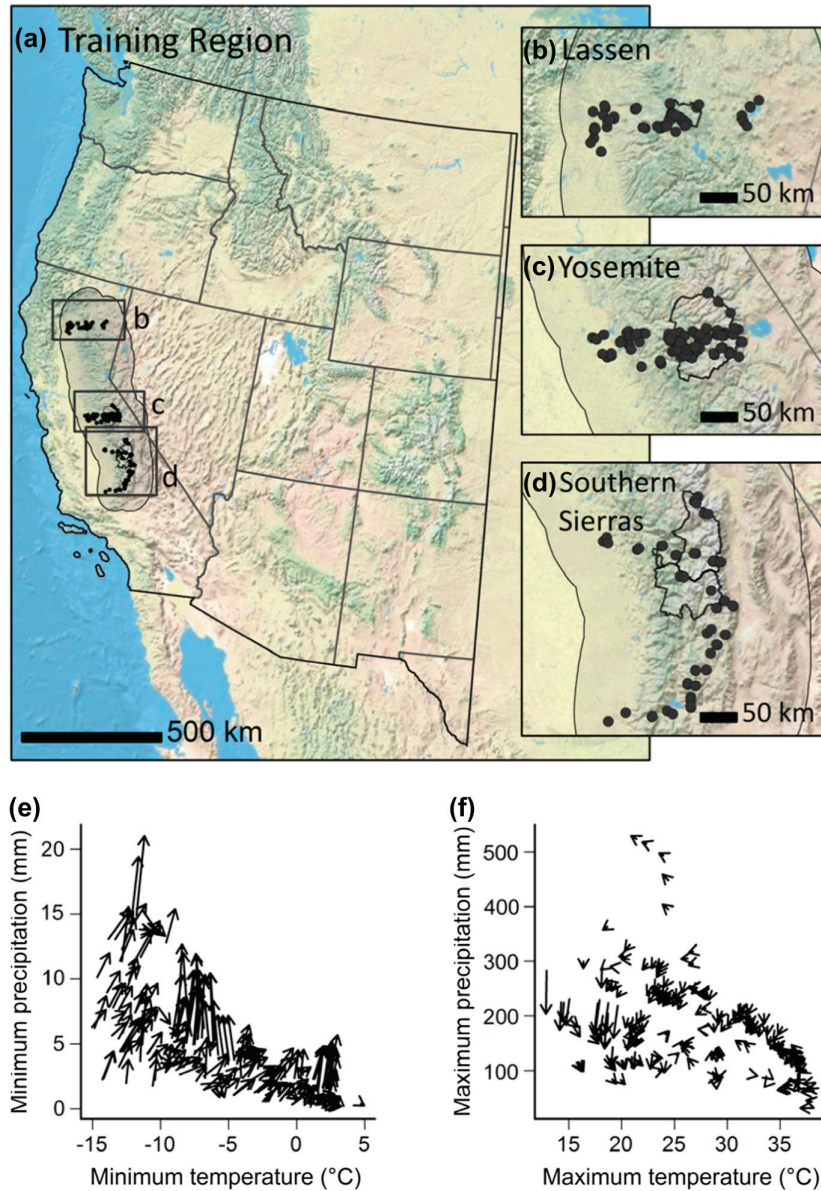 (a) Training Region
b
c
d
500 km
(b) Lassen
50 km
(c) Yosemite
50 km
(d) Southern
Sierras
50 km
(e)
Minimum precipitation (mm)
20
15
10
5
0
-15 -10 -5 0 5
Minimum temperature (°C)
(f)
Maximum precipitation (mm)
500
400
300
200
100
15 20 25 30 35
Maximum temperature (°C)